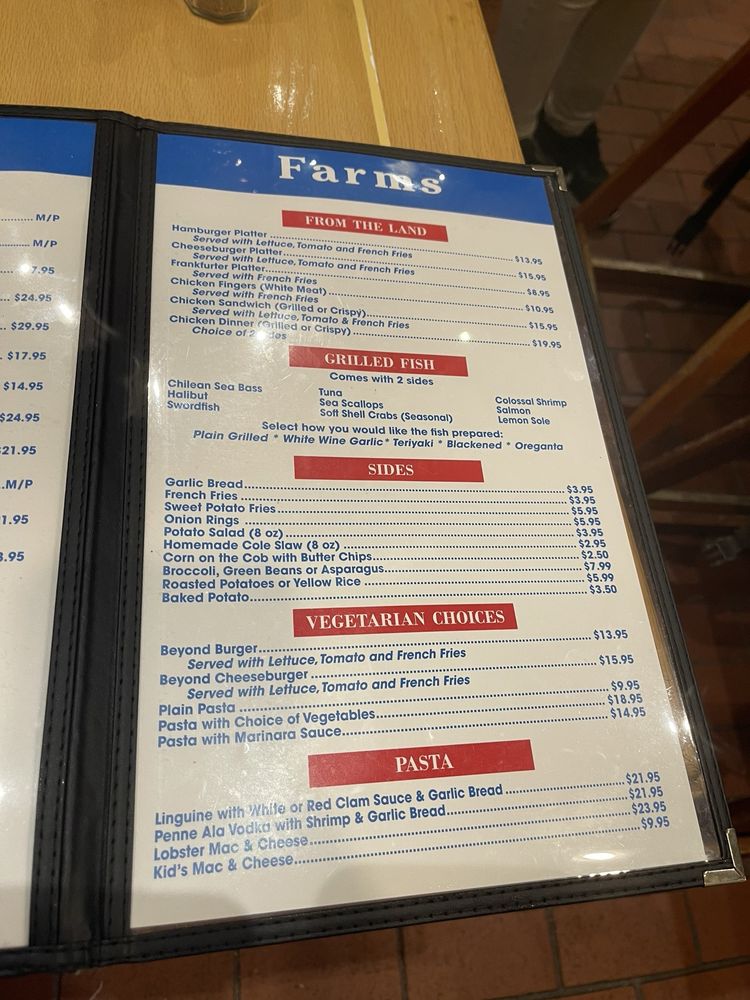 M/P
M/P
7.95
$24.95
$29.95
$17.95
$14.95
$24.95
$21.95
M/P
1.95
3.95
Farms
FROM THE LAND
Hamburger Platter $13.95
Served with Lettuce, Tomato and French Fries
Cheeseburger Platter $15.95
Served with Lettuce, Tomato and French Fries
Frankfurter Platter $8.95
Served with French Fries
Chicken Fingers (White Meat) $10.95
Served with French Fries
Chicken Sandwich (Grilled or Crispy) $15.95
Served with Lettuce, Tomato & French Fries
Chicken Dinner (Grilled or Crispy) $19.95
Choice of 2 sides
GRILLED FISH
Comes with 2 sides
Chilean Sea Bass Tuna Colossal Shrimp
Halibut Sea Scallops Salmon
Swordfish Soft Shell Crabs (Seasonal) Lemon Sole
Select how you would like the fish prepared:
Plain Grilled * White Wine Garlic * Teriyaki * Blackened * Oreganta
SIDES
Garlic Bread $3.95
French Fries $3.95
Sweet Potato Fries $5.95
Onion Rings $5.95
Potato Salad (8 oz) $3.95
Homemade Cole Slaw (8 oz) $2.95
Corn on the Cob with Butter Chips $2.50
Broccoli, Green Beans or Asparagus $7.99
Roasted Potatoes or Yellow Rice $5.99
Baked Potato $3.50
VEGETARIAN CHOICES
Beyond Burger $13.95
Served with Lettuce, Tomato and French Fries
Beyond Cheeseburger $15.95
Served with Lettuce, Tomato and French Fries
Plain Pasta $9.95
Pasta with Choice of Vegetables $18.95
Pasta with Marinara Sauce $14.95
PASTA
Linguine with White or Red Clam Sauce & Garlic Bread $21.95
Penne Ala Vodka with Shrimp & Garlic Bread $21.95
Lobster Mac & Cheese $23.95
Kid's Mac & Cheese $9.95